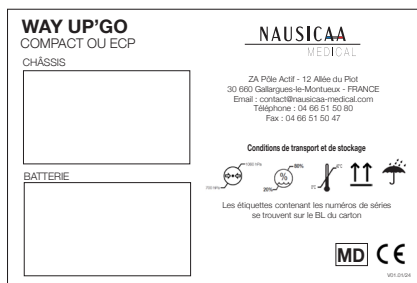 WAY UP'GO
COMPACT OU ECP
CHÂSSIS
BATTERIE
NAUSICAA
MEDICAL
ZA Pôle Actif - 12 Allée du Piot
30 660 Gallargues-le-Montueux - FRANCE
Email : contact@nausicaa-medical.com
Téléphone : 04 66 51 50 80
Fax : 04 66 51 50 47
Conditions de transport et de stockage
80%
%
20%
Les étiquettes contenant les numéros de séries
se trouvent sur le BL du carton
MD CE
V01.01/24